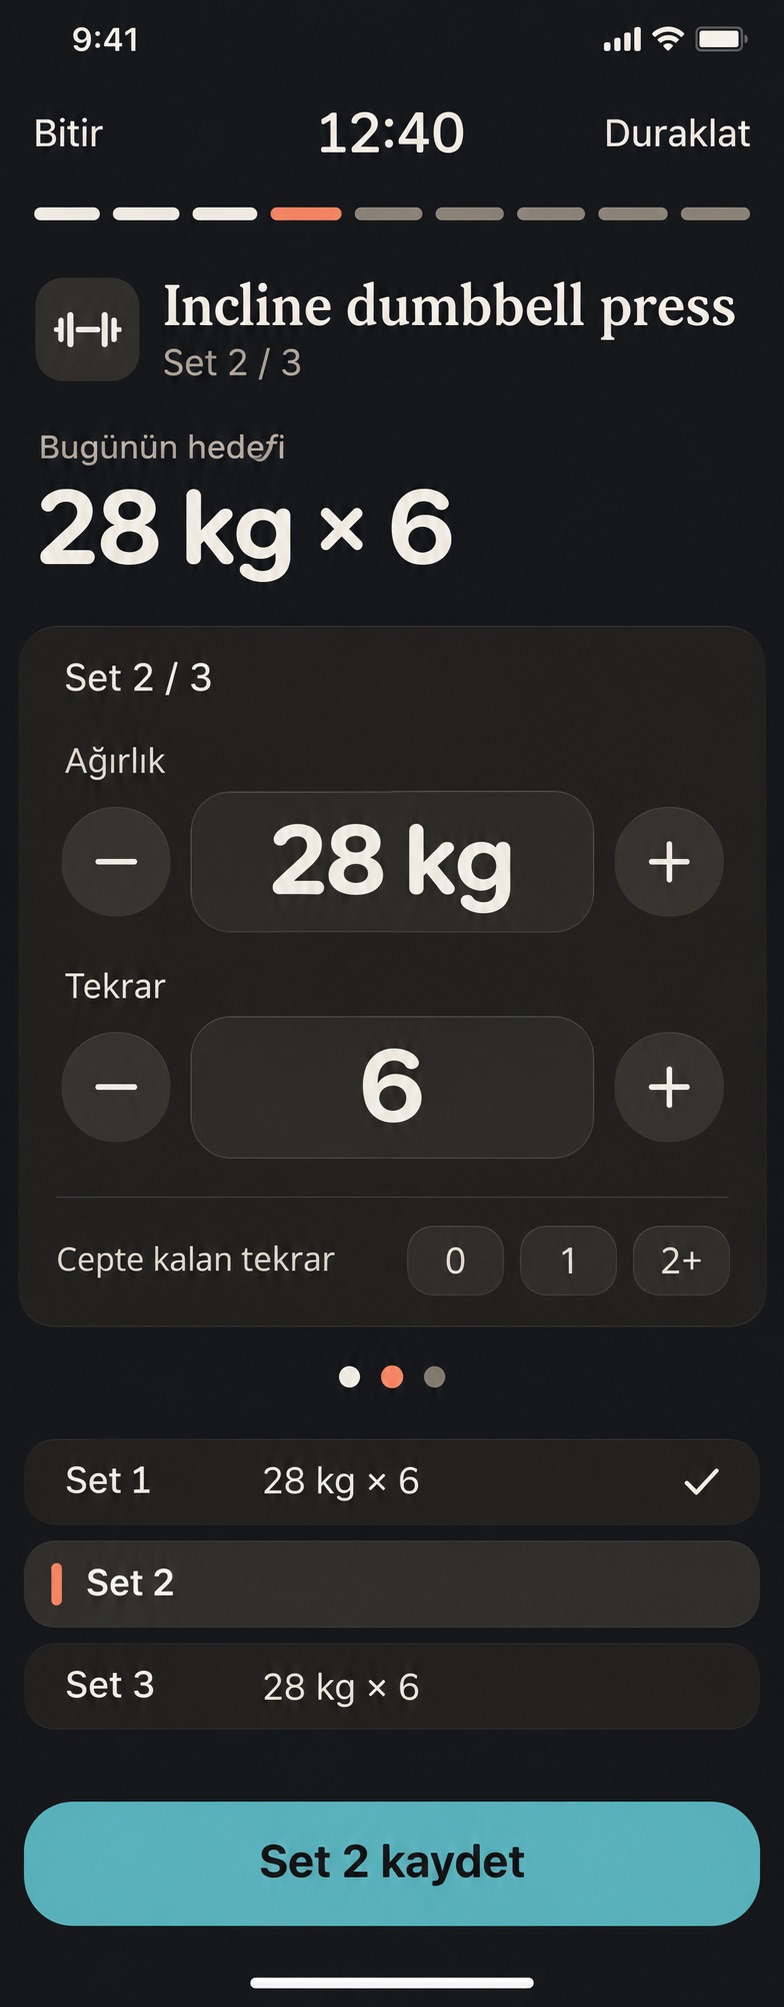 9:41
Bitir 12:40 Duraklat
Incline dumbbell press
Set 2 / 3
Bugünün hedefi
28 kg × 6
Set 2 / 3
Ağırlık
− 28 kg +
Tekrar
− 6 +
Cepte kalan tekrar 0 1 2+
Set 1 28 kg × 6
Set 2
Set 3 28 kg × 6
Set 2 kaydet